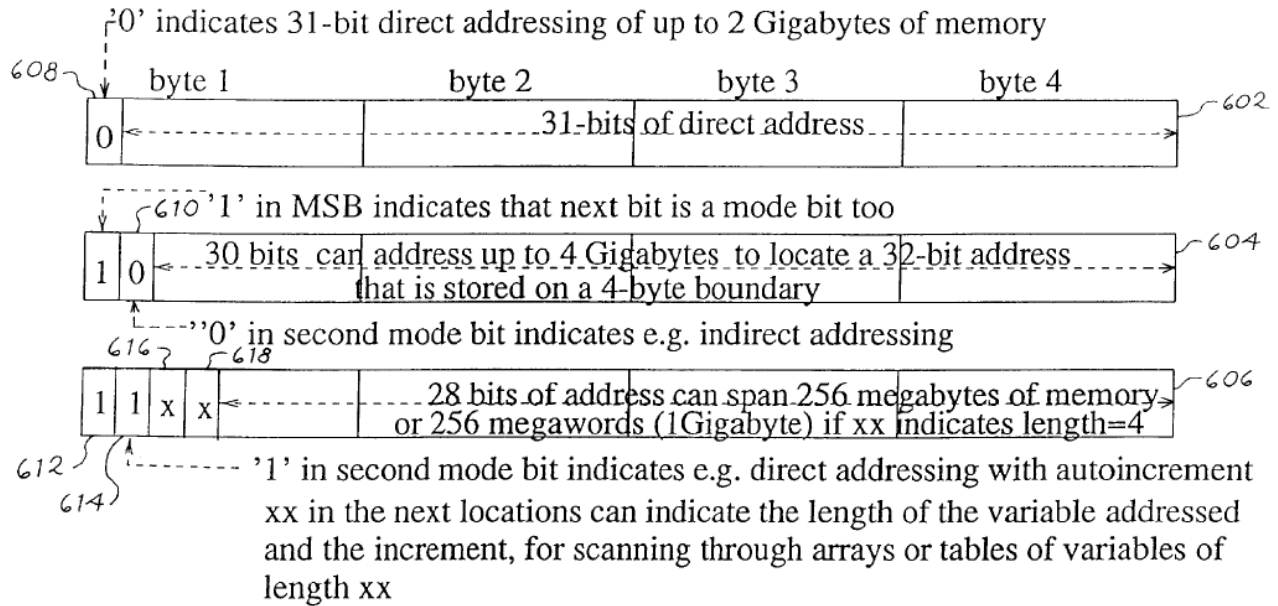 '0' indicates 31-bit direct addressing of up to 2 Gigabytes of memory
608 byte 1 byte 2 byte 3 byte 4
602
0 31-bits of direct address
610 '1' in MSB indicates that next bit is a mode bit too
604
1 0 30 bits can address up to 4 Gigabytes to locate a 32-bit address
that is stored on a 4-byte boundary
''0' in second mode bit indicates e.g. indirect addressing
616 618
606
1 1 x x 28 bits of address can span 256 megabytes of memory
or 256 megawords (1Gigabyte) if xx indicates length=4
612 '1' in second mode bit indicates e.g. direct addressing with autoincrement
614 xx in the next locations can indicate the length of the variable addressed
and the increment, for scanning through arrays or tables of variables of
length xx